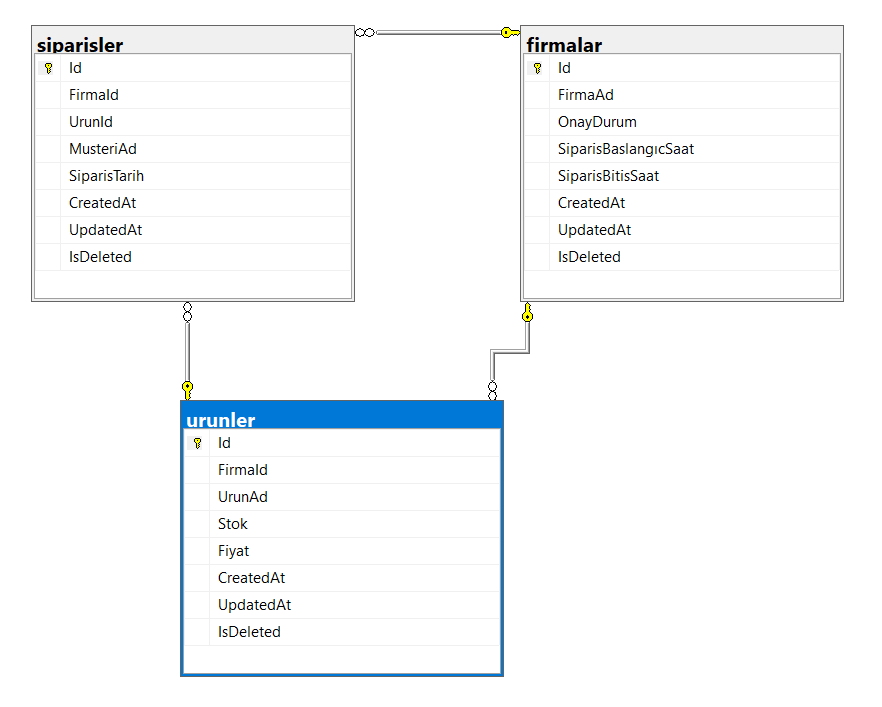 siparisler
Id
FirmaId
UrunId
MusteriAd
SiparisTarih
CreatedAt
UpdatedAt
IsDeleted
firmalar
Id
FirmaAd
OnayDurum
SiparisBaslangıcSaat
SiparisBitisSaat
CreatedAt
UpdatedAt
IsDeleted
urunler
Id
FirmaId
UrunAd
Stok
Fiyat
CreatedAt
UpdatedAt
IsDeleted